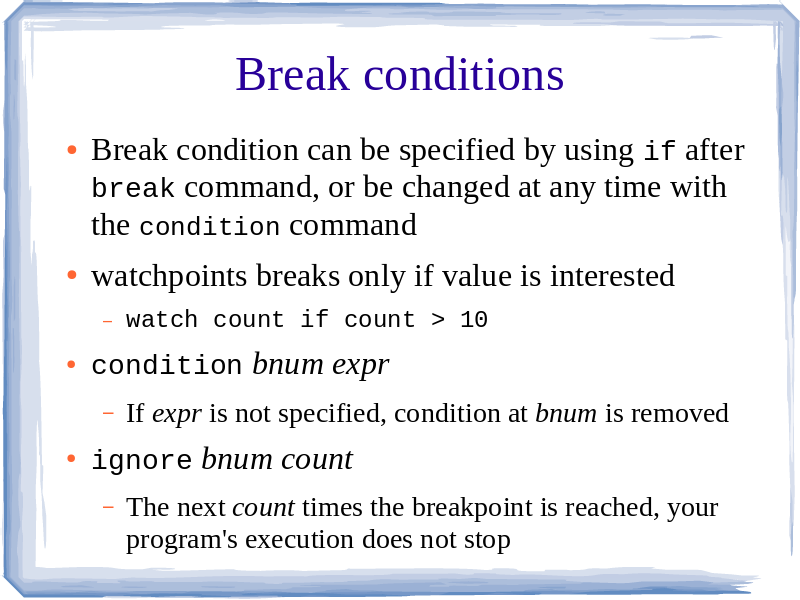 Break conditions
• Break condition can be specified by using if after
break command, or be changed at any time with
the condition command
• watchpoints breaks only if value is interested
– watch count if count > 10
• condition bnum expr
– If expr is not specified, condition at bnum is removed
• ignore bnum count
– The next count times the breakpoint is reached, your
program's execution does not stop